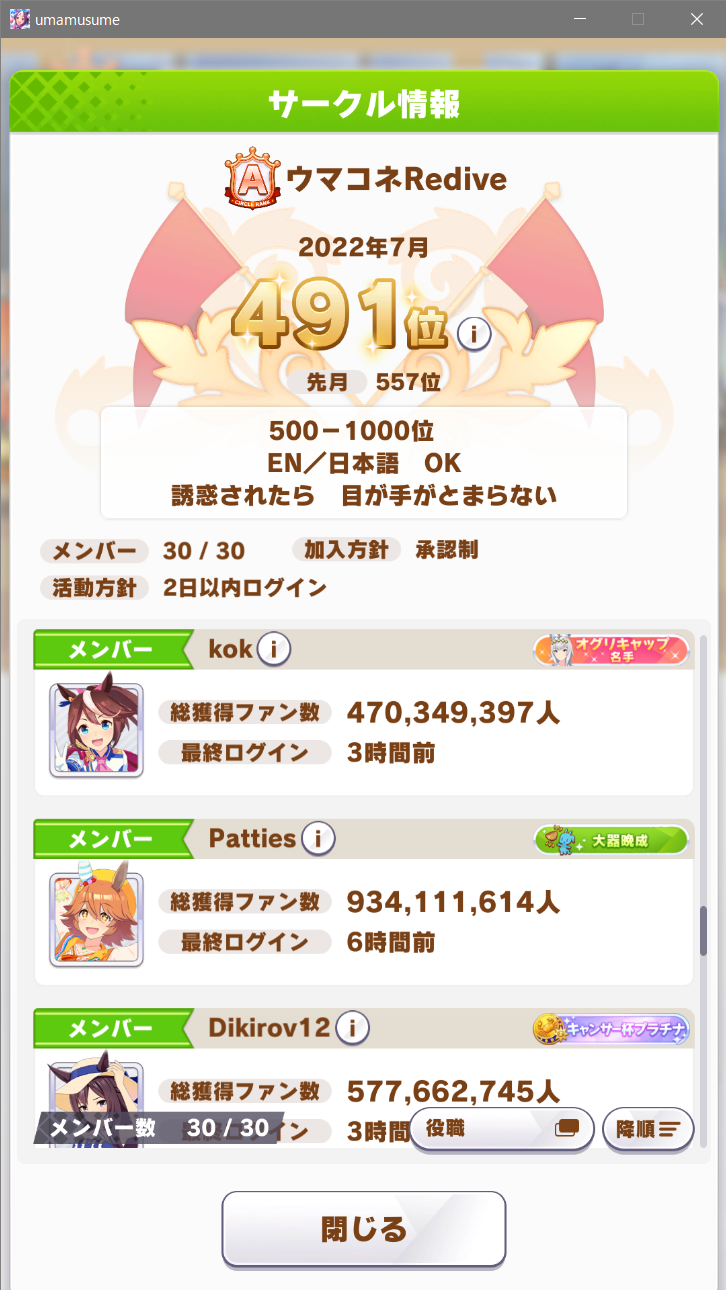 umamusume
サークル情報
A
CIRCLE RANK
ウマコネRedive
2022年7月
491位
先月 557位
500－1000位
EN／日本語　OK
誘惑されたら　目が手がとまらない
メンバー 30 / 30 加入方針 承認制
活動方針 2日以内ログイン
メンバー kok オグリキャップ
名手
総獲得ファン数 470,349,397人
最終ログイン 3時間前
メンバー Patties 大器晩成
総獲得ファン数 934,111,614人
最終ログイン 6時間前
メンバー Dikirov12 キャンサー杯プラチナ
総獲得ファン数 577,662,745人
メンバー数 30 / 30 イン 3時間 役職 降順
閉じる